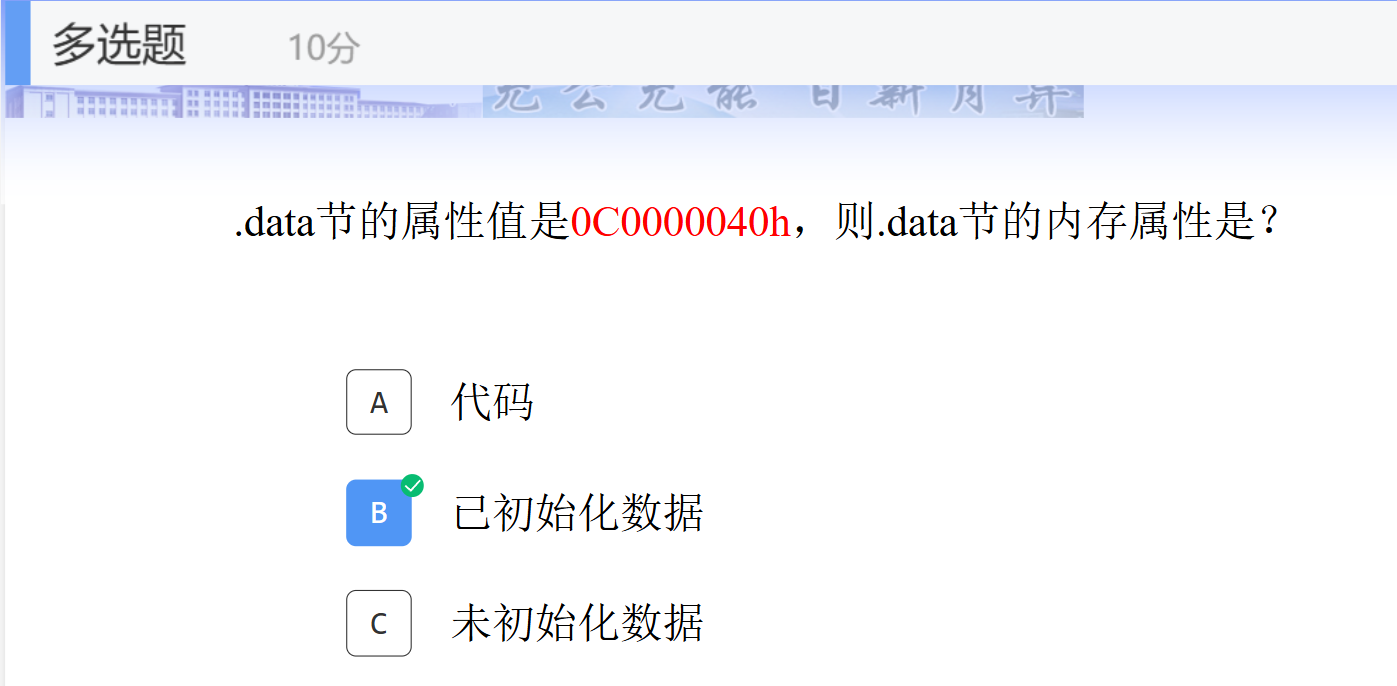 多选题 10分
.data节的属性值是0C0000040h，则.data节的内存属性是？
A 代码
B 已初始化数据
C 未初始化数据